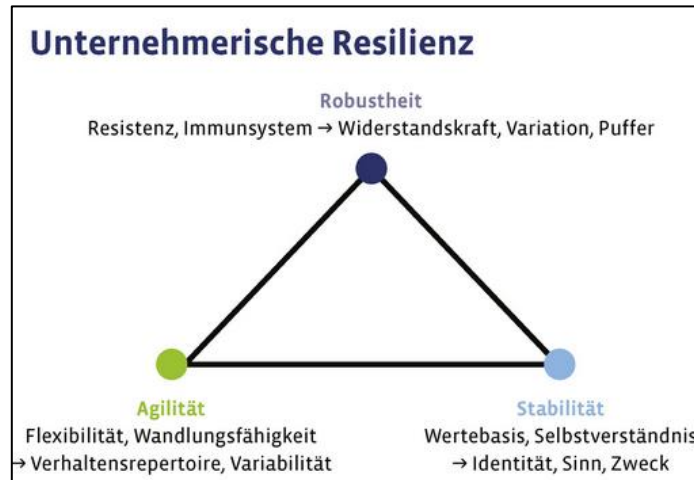 Unternehmerische Resilienz
Robustheit
Resistenz, Immunsystem → Widerstandskraft, Variation, Puffer
Agilität
Flexibilität, Wandlungsfähigkeit
→ Verhaltensrepertoire, Variabilität
Stabilität
Wertebasis, Selbstverständnis
→ Identität, Sinn, Zweck